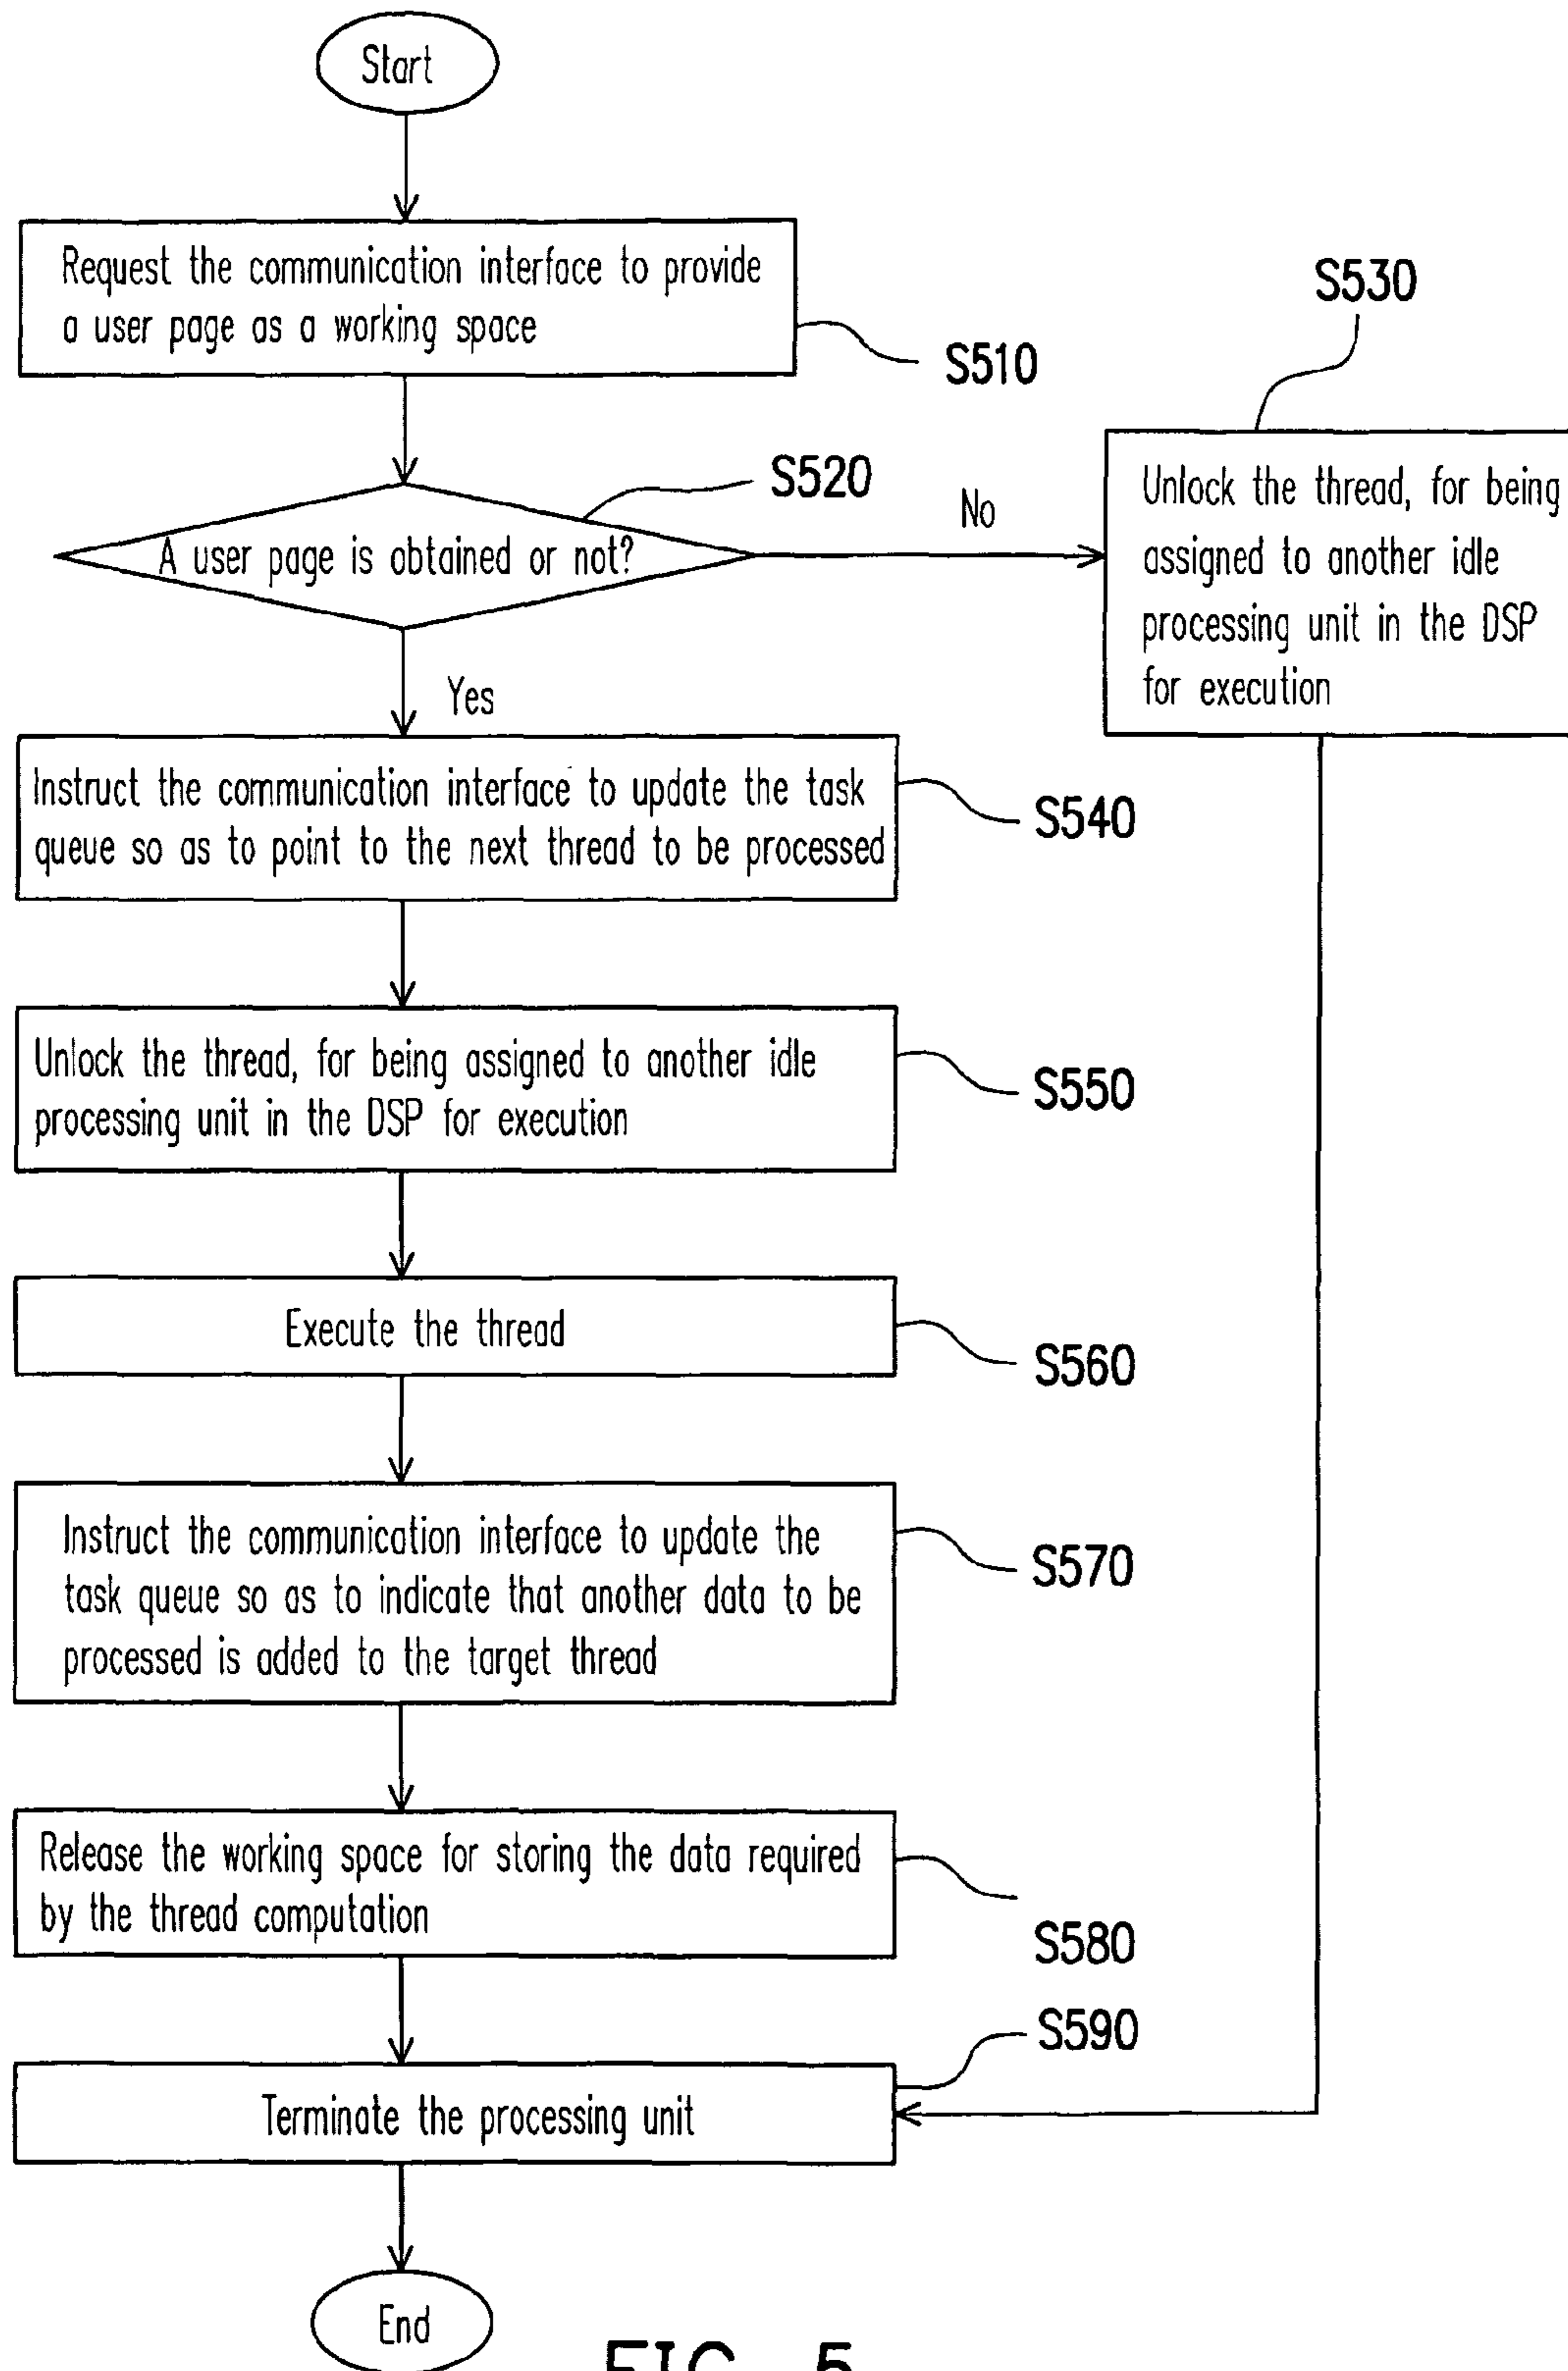 Start
Request the communication interface to provide
a user page as a working space
S510
S520
A user page is obtained or not?
No
S530
Unlock the thread, for being
assigned to another idle
processing unit in the DSP
for execution
Yes
Instruct the communication interface to update the task
queue so as to point to the next thread to be processed
S540
Unlock the thread, for being assigned to another idle
processing unit in the DSP for execution
S550
Execute the thread
S560
Instruct the communication interface to update the
task queue so as to indicate that another data to be
processed is added to the target thread
S570
Release the working space for storing the data required
by the thread computation
S580
S590
Terminate the processing unit
End
FIG. 5